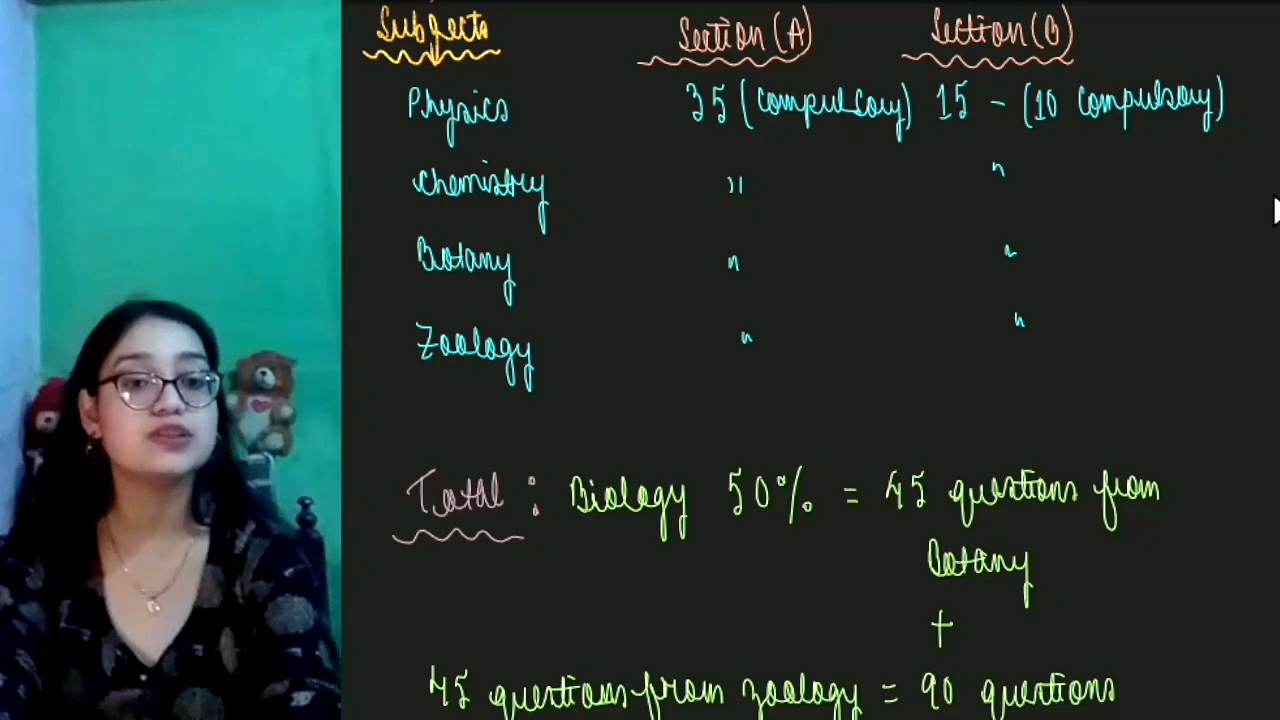 Subjects Section (A) Section (B)
Physics 35 (compulsory) 15 - (10 compulsory)
Chemistry " "
Botany " "
Zoology " "
Total : Biology 50% = 45 questions from
Botany
+
45 questions from zoology = 90 questions